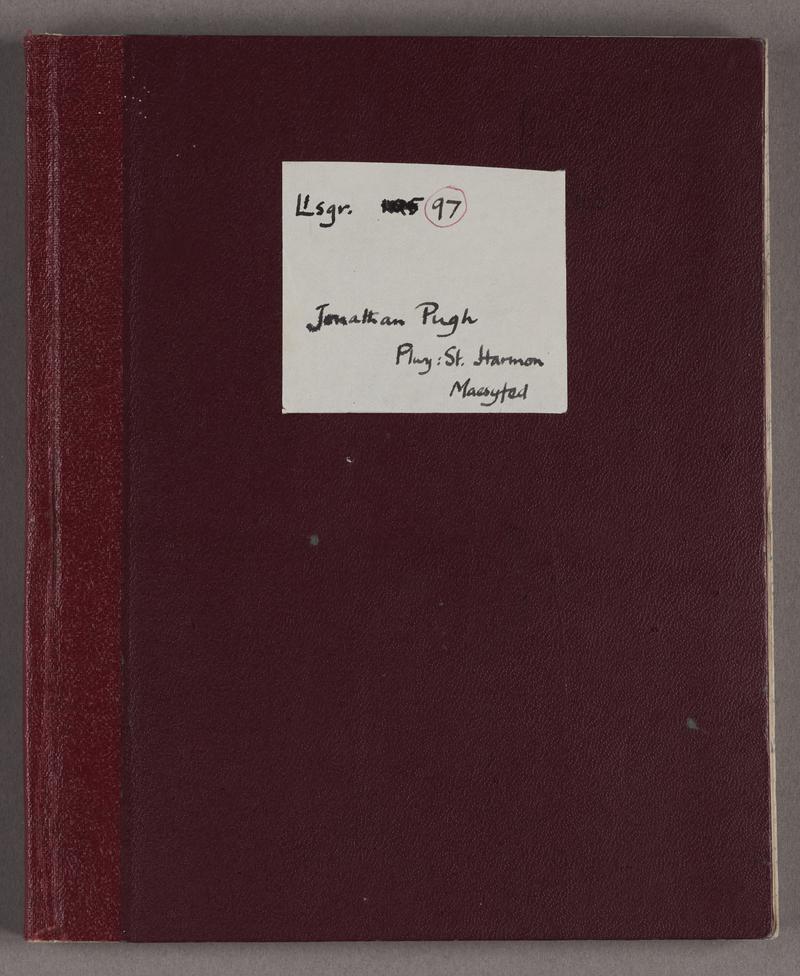 Llsgr. 97
Jonathan Pugh
Plwy: St. Harmon
Maesyfed